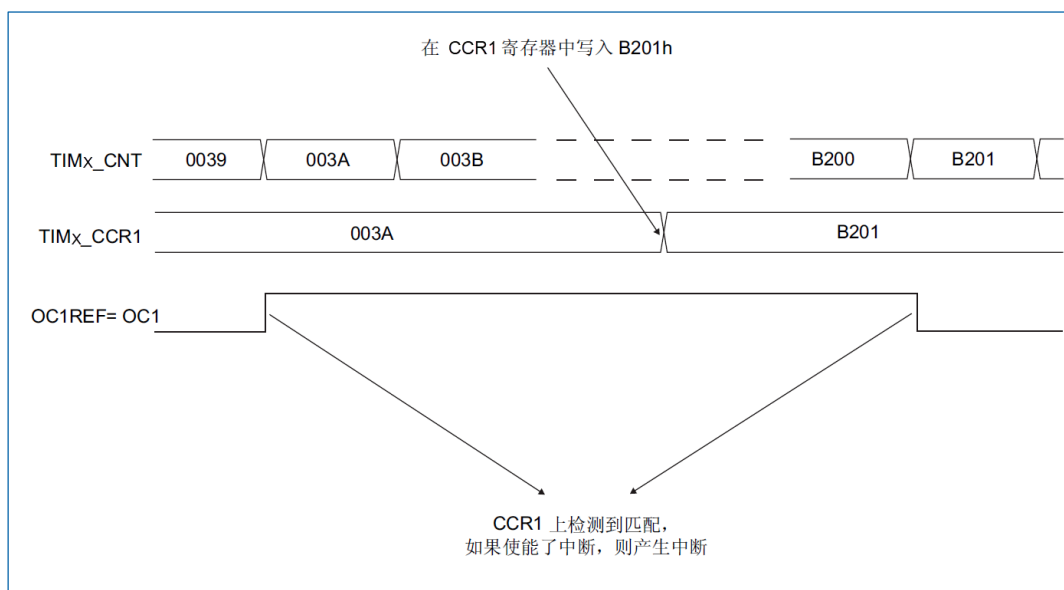 在 CCR1 寄存器中写入 B201h
TIMx_CNT 0039 003A 003B B200 B201
TIMx_CCR1 003A B201
OC1REF= OC1
CCR1 上检测到匹配，
如果使能了中断，则产生中断